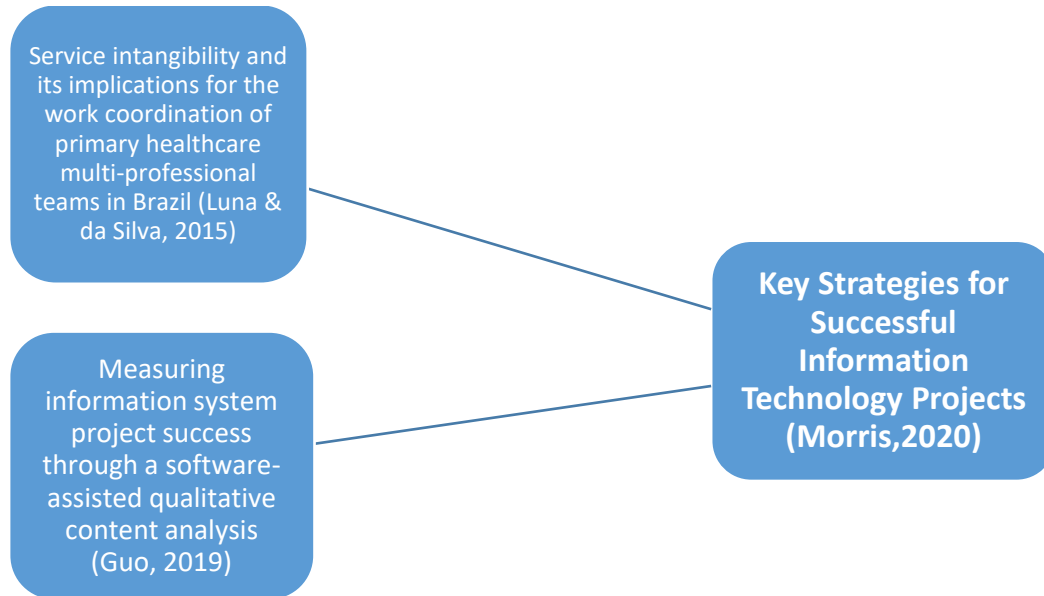 Service intangibility and
its implications for the
work coordination of
primary healthcare
multi-professional
teams in Brazil (Luna &
da Silva, 2015)
Measuring
information system
project success
through a software-
assisted qualitative
content analysis
(Guo, 2019)
Key Strategies for
Successful
Information
Technology Projects
(Morris,2020)